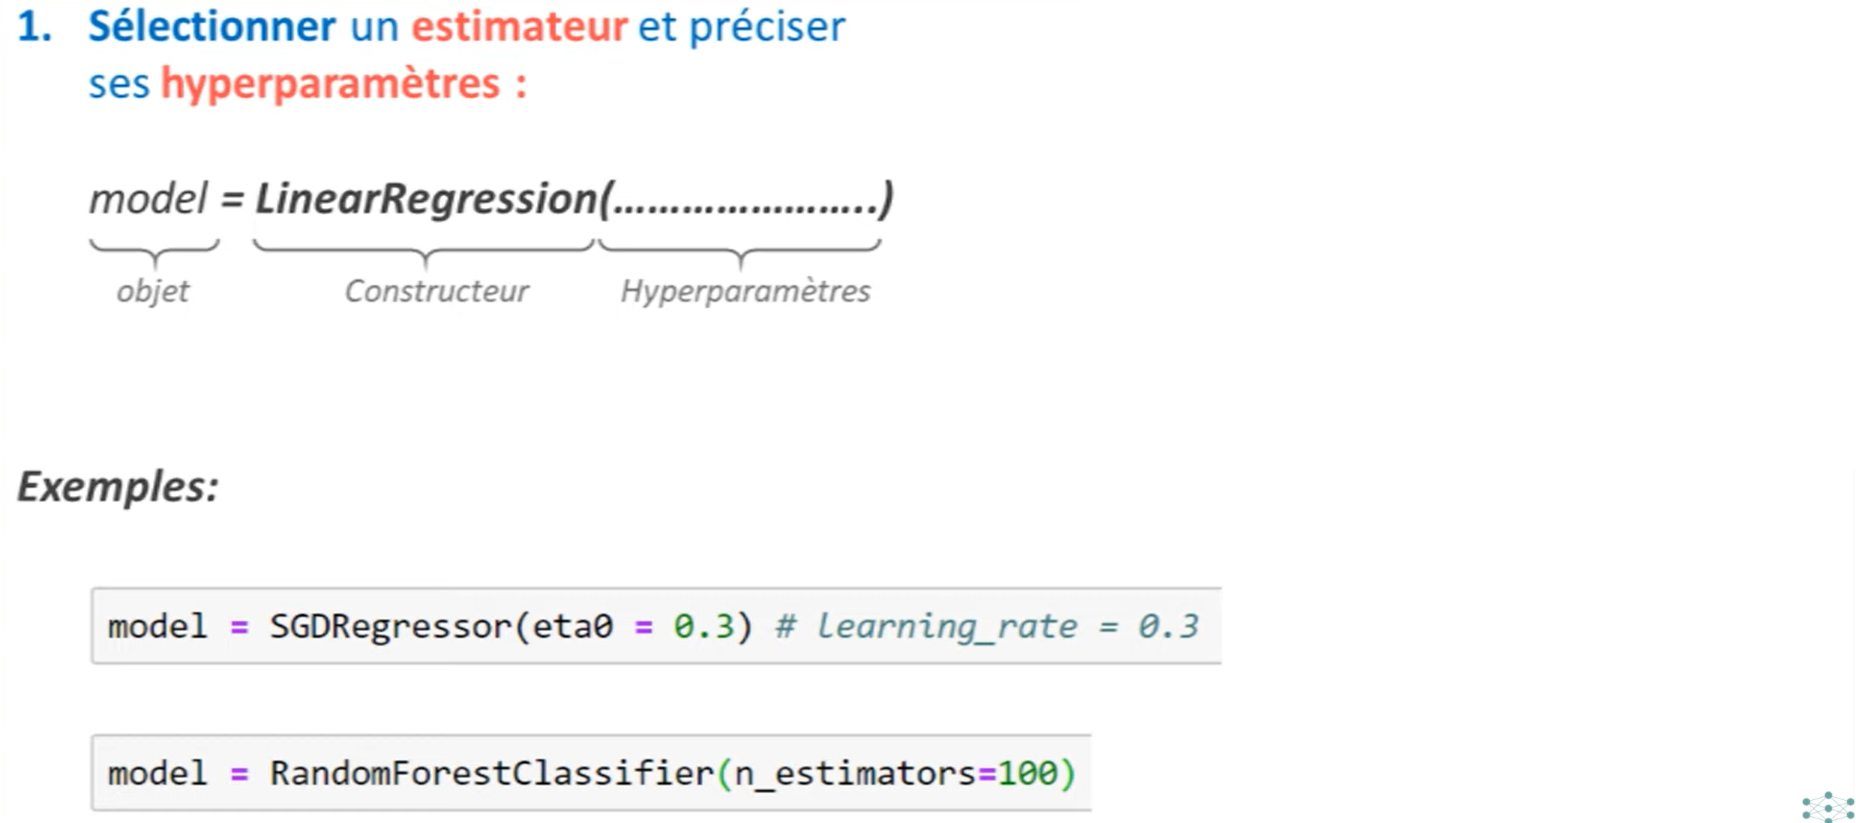 1. Sélectionner un estimateur et préciser
ses hyperparamètres :
model = LinearRegression(…………………..)
objet Constructeur Hyperparamètres
Exemples:
model = SGDRegressor(eta0 = 0.3) # learning_rate = 0.3
model = RandomForestClassifier(n_estimators=100)